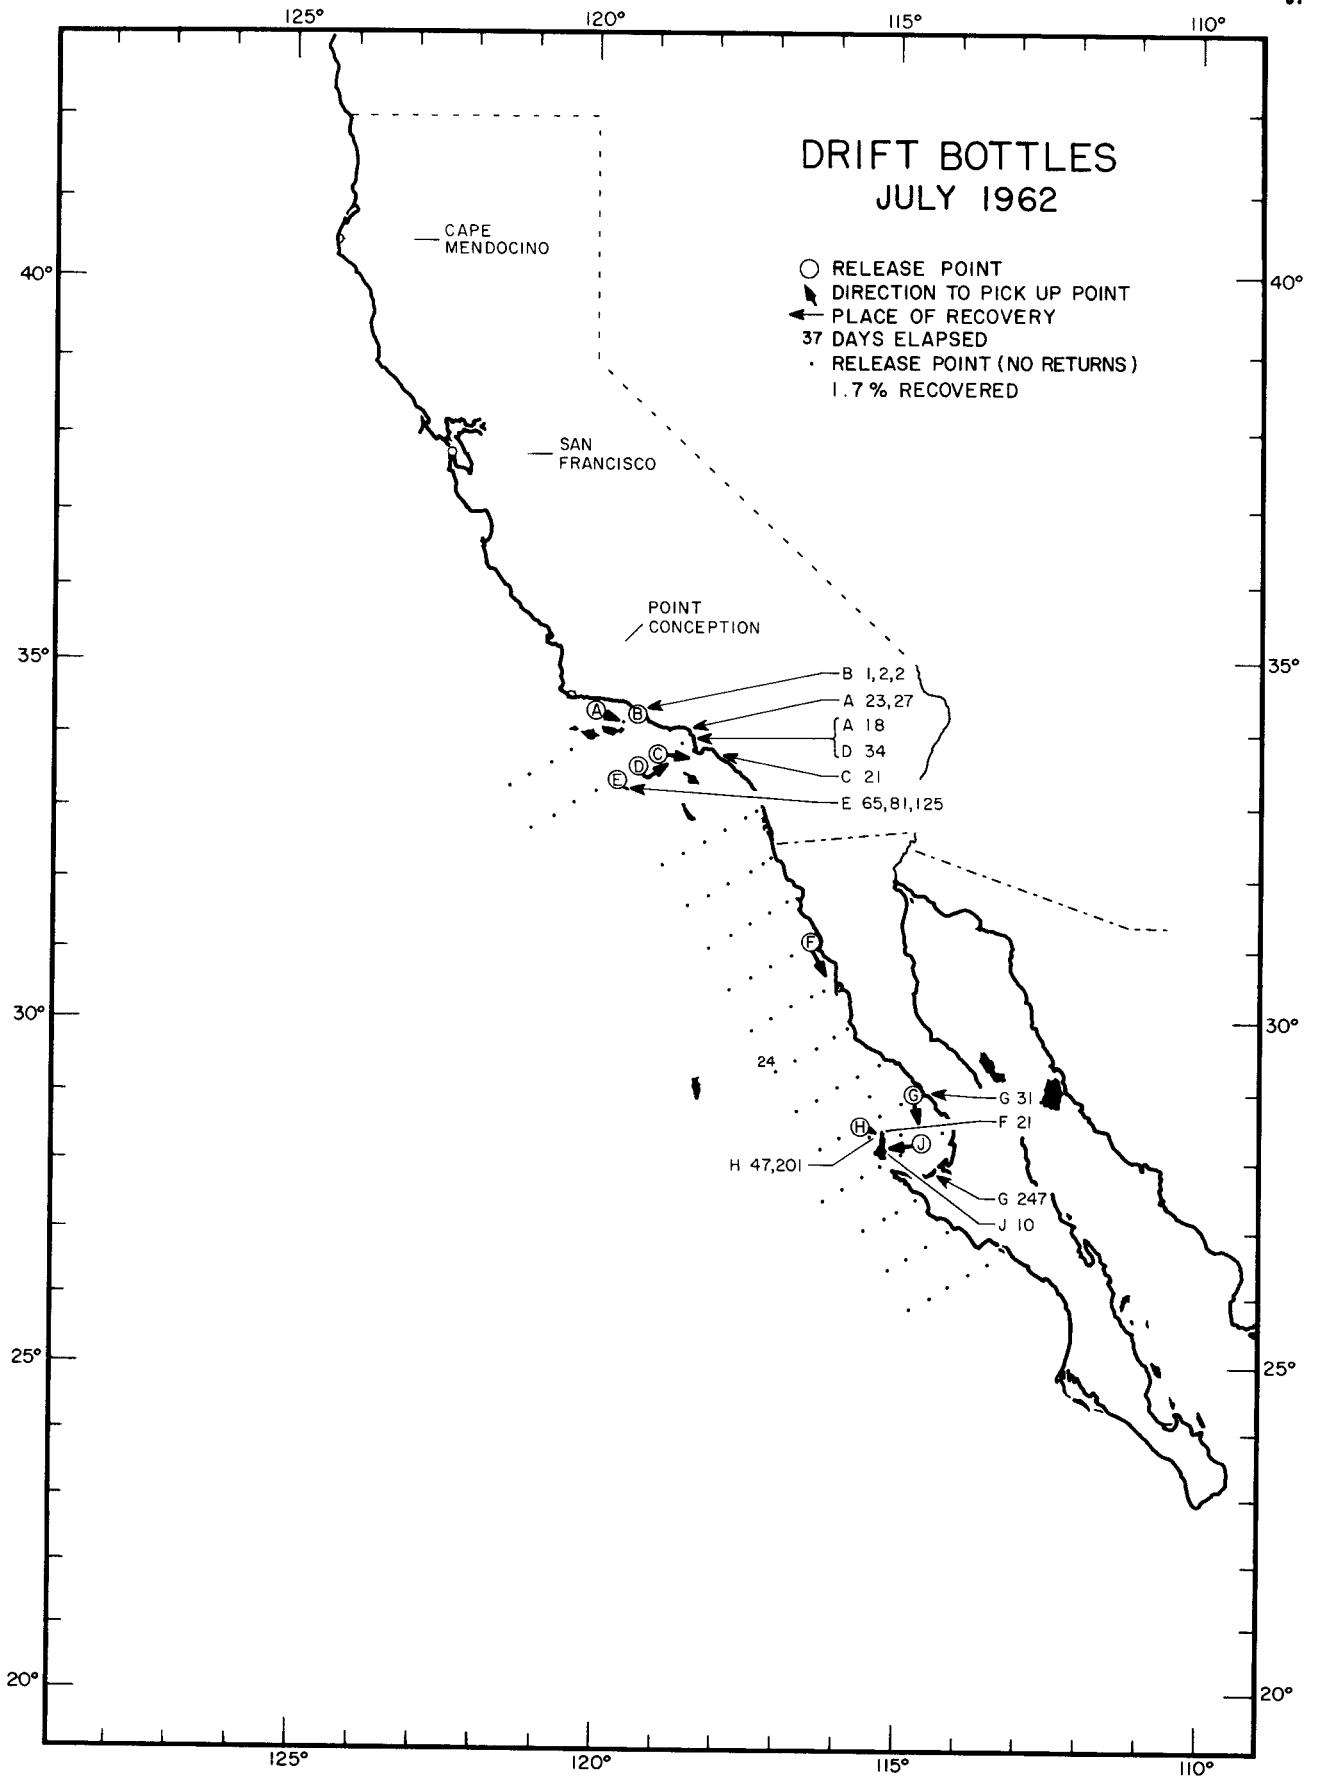 125°
120°
115°
110°
DRIFT BOTTLES
JULY 1962
CAPE
MENDOCINO
RELEASE POINT
40°
40°
DIRECTION TO PICK UP POINT
PLACE OF RECOVERY
37 DAYS ELAPSED
RELEASE POINT (NO RETURNS)
1.7% RECOVERED
SAN
FRANCISCO
POINT
CONCEPTION
35°
35°
B 1,2,2
A 23,27
A 18
D 34
C 21
E 65,81,125
A
B
C
D
E
F
30°
30°
24
G
G 31
F 21
H
J
H 47,201
G 247
J 10
25°
25°
20°
20°
125°
120°
115°
110°